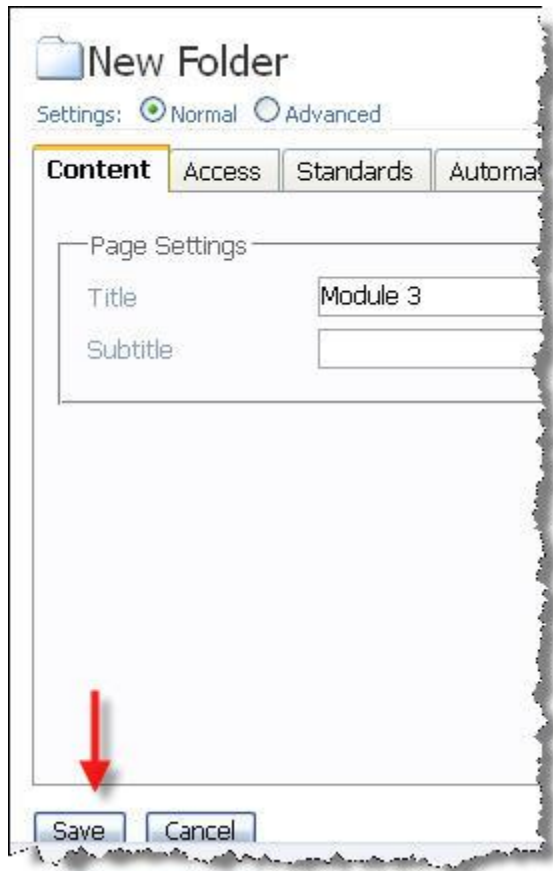 New Folder
Settings: Normal Advanced
Content Access Standards
Page Settings
Title Module 3
Subtitle
Save Cancel